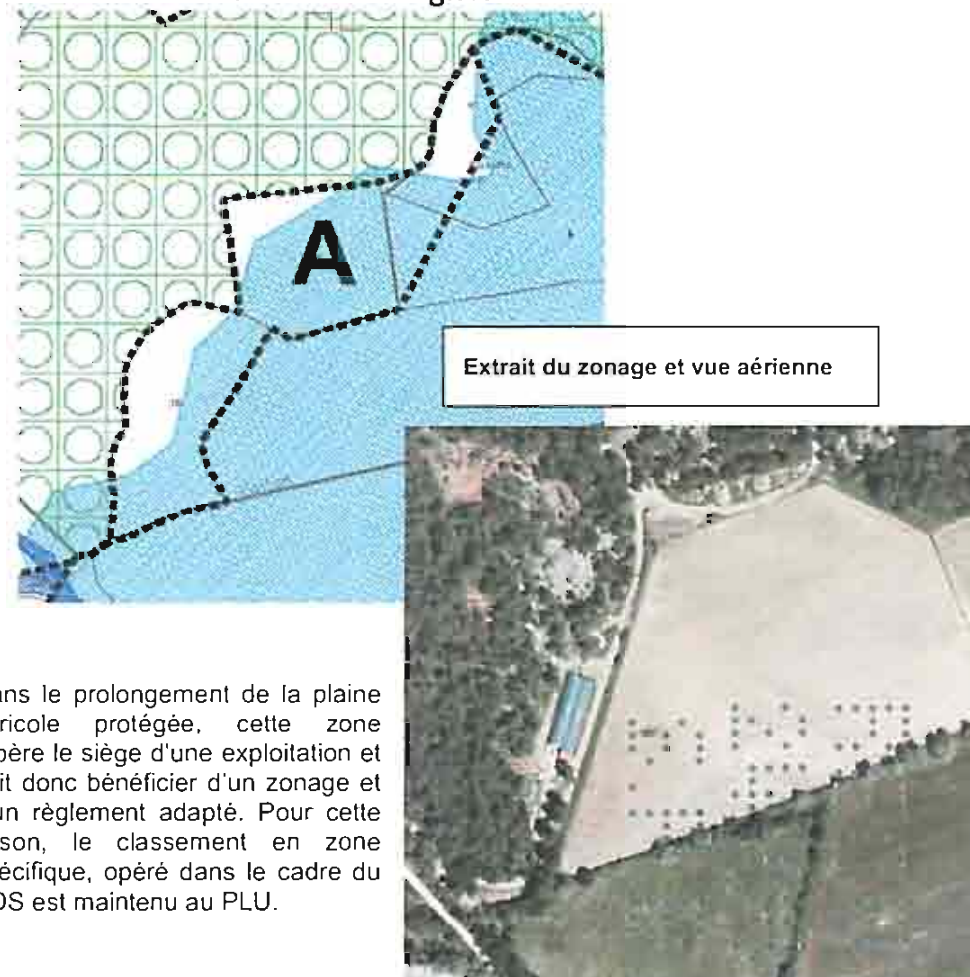 A
Extrait du zonage et vue aérienne
ans le prolongement de la plaine
ricole protégée, cette zone
père le siège d'une exploitation et
it donc bénéficier d'un zonage et
un règlement adapté. Pour cette
son, le classement en zone
écifique, opéré dans le cadre du
OS est maintenu au PLU.